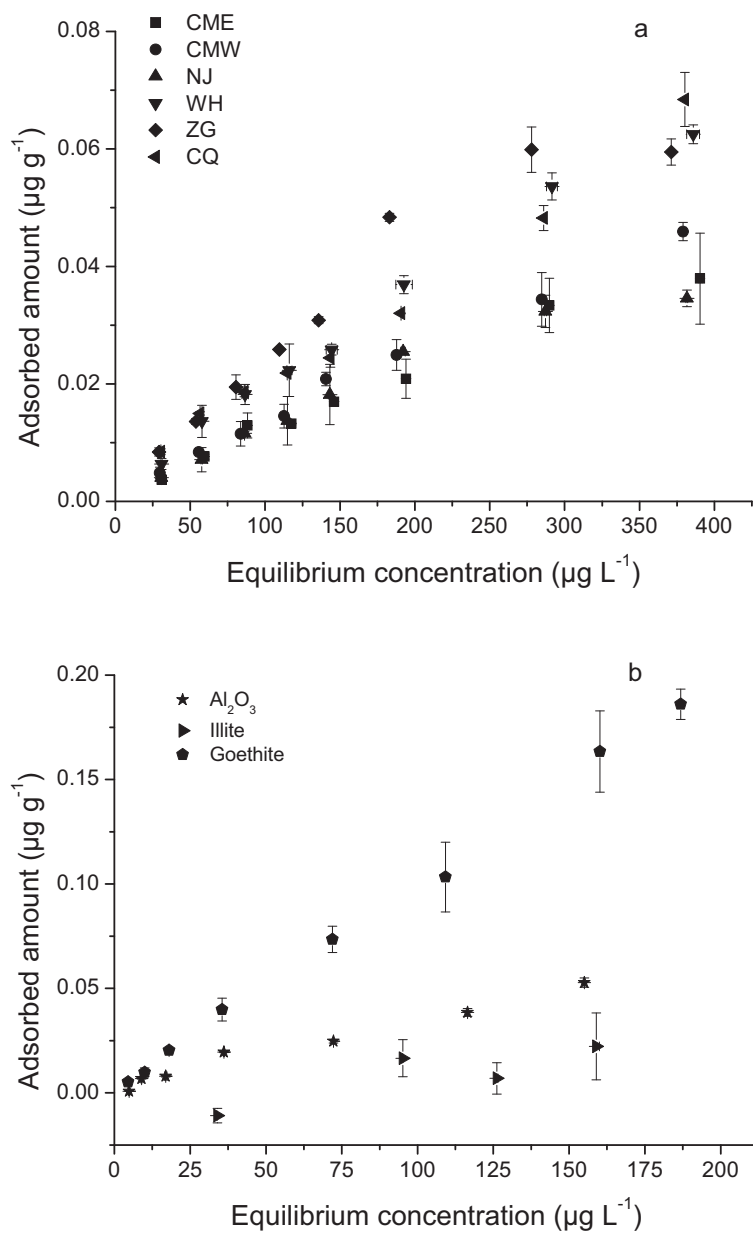 a
CME
CMW
NJ
WH
ZG
CQ
0.08
0.06
0.04
0.02
0.00
Adsorbed amount (µg g⁻¹)
0 50 100 150 200 250 300 350 400
Equilibrium concentration (µg L⁻¹)
b
Al₂O₃
Illite
Goethite
0.20
0.15
0.10
0.05
0.00
Adsorbed amount (µg g⁻¹)
0 25 50 75 100 125 150 175 200
Equilibrium concentration (µg L⁻¹)